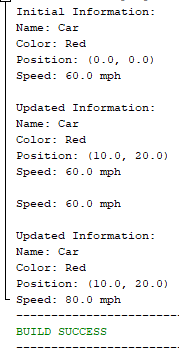 Initial Information:
Name: Car
Color: Red
Position: (0.0, 0.0)
Speed: 60.0 mph

Updated Information:
Name: Car
Color: Red
Position: (10.0, 20.0)
Speed: 60.0 mph

Speed: 60.0 mph

Updated Information:
Name: Car
Color: Red
Position: (10.0, 20.0)
Speed: 80.0 mph
------------------------
BUILD SUCCESS
------------------------